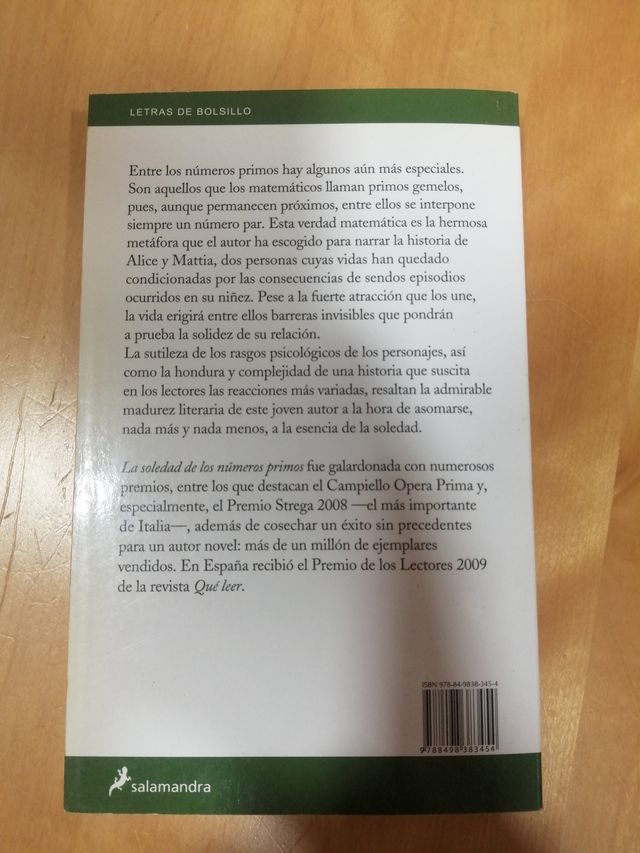 LETRAS DE BOLSILLO
Entre los números primos hay algunos aún más especiales.
Son aquellos que los matemáticos llaman primos gemelos,
pues, aunque permanecen próximos, entre ellos se interpone
siempre un número par. Esta verdad matemática es la hermosa
metáfora que el autor ha escogido para narrar la historia de
Alice y Mattia, dos personas cuyas vidas han quedado
condicionadas por las consecuencias de sendos episodios
ocurridos en su niñez. Pese a la fuerte atracción que los une,
la vida erigirá entre ellos barreras invisibles que pondrán
a prueba la solidez de su relación.
La sutileza de los rasgos psicológicos de los personajes, así
como la hondura y complejidad de una historia que suscita
en los lectores las reacciones más variadas, resaltan la admirable
madurez literaria de este joven autor a la hora de asomarse,
nada más y nada menos, a la esencia de la soledad.
La soledad de los números primos fue galardonada con numerosos
premios, entre los que destacan el Campiello Opera Prima y,
especialmente, el Premio Strega 2008 —el más importante
de Italia—, además de cosechar un éxito sin precedentes
para un autor novel: más de un millón de ejemplares
vendidos. En España recibió el Premio de los Lectores 2009
de la revista Qué leer.
ISBN 978-84-9838-345-4
9 788498 383454
salamandra